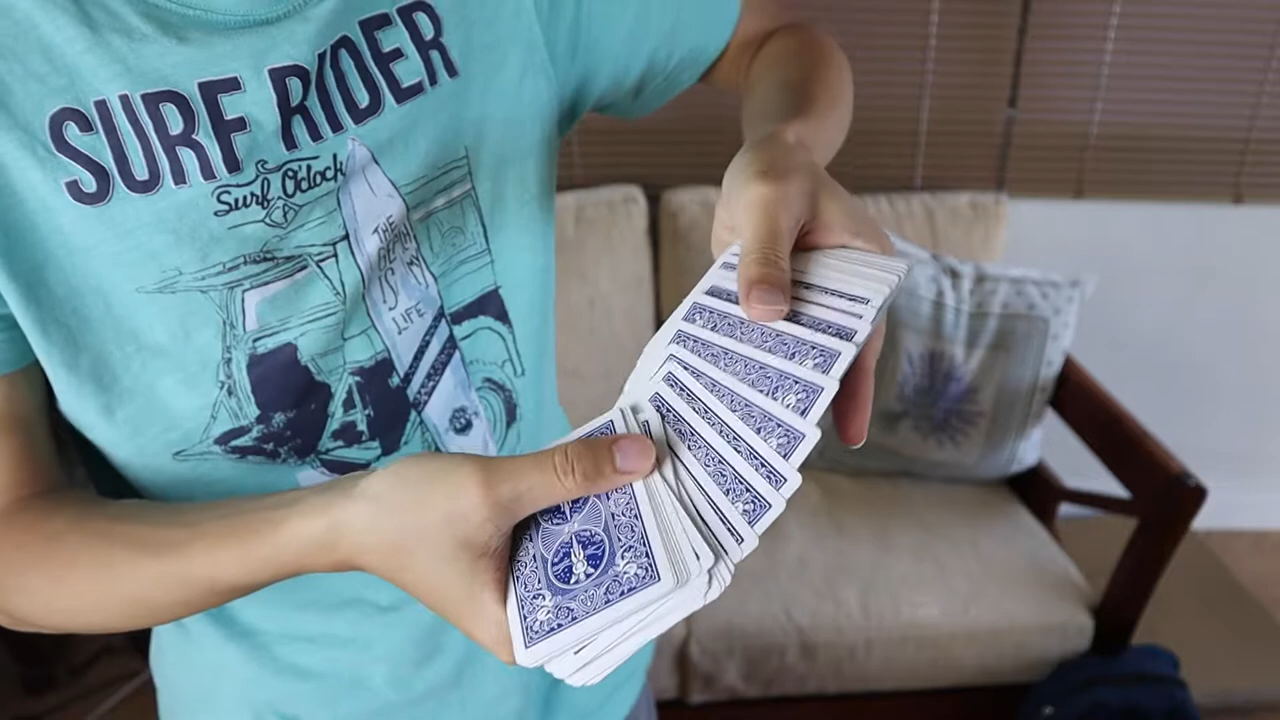 SURF RIDER
Surf O'clock
THE
BEACH
IS MY
LIFE